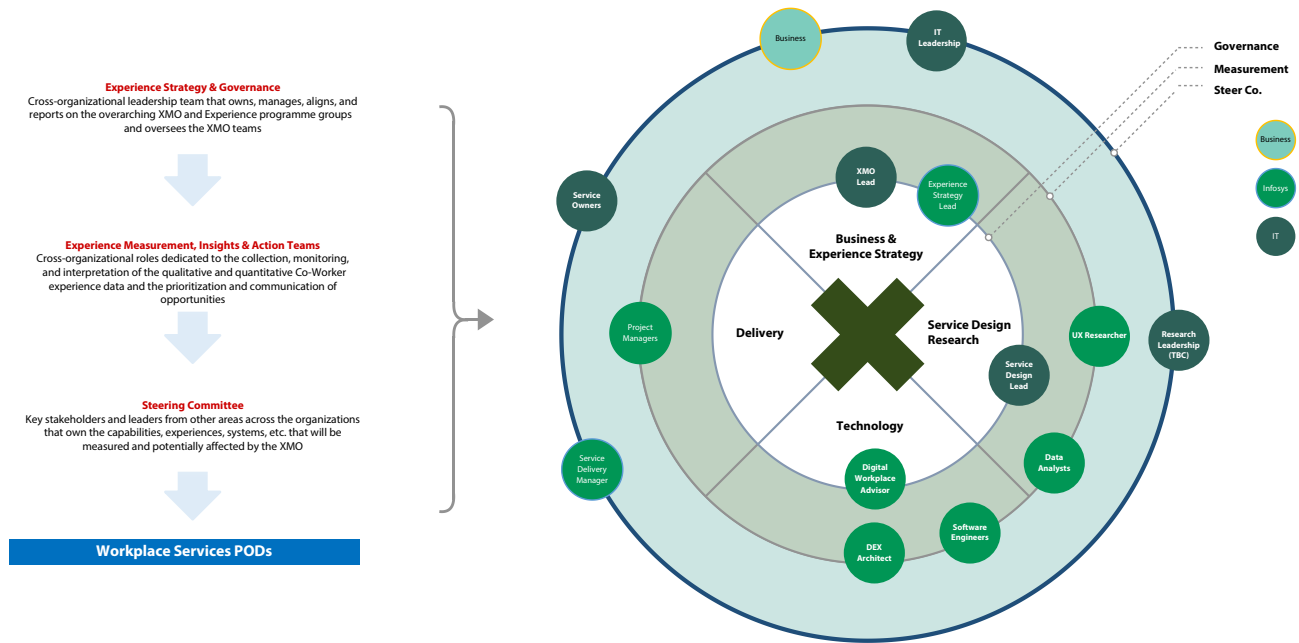 Experience Strategy & Governance
Cross-organizational leadership team that owns, manages, aligns, and
reports on the overarching XMO and Experience programme groups
and oversees the XMO teams
Experience Measurement, Insights & Action Teams
Cross-organizational roles dedicated to the collection, monitoring,
and interpretation of the qualitative and quantitative Co-Worker
experience data and the prioritization and communication of
opportunities
Steering Committee
Key stakeholders and leaders from other areas across the organizations
that own the capabilities, experiences, systems, etc. that will be
measured and potentially affected by the XMO
Workplace Services PODs
Business
IT
Leadership
Service
Owners
XMO
Lead
Experience
Strategy
Lead
Business &
Experience Strategy
Project
Managers
Delivery
Service Design
Research
UX Researcher
Research
Leadership
(TBC)
Service
Design
Lead
Technology
Service
Delivery
Manager
Digital
Workplace
Advisor
Data
Analysts
Software
Engineers
DEX
Architect
Governance
Measurement
Steer Co.
Business
Infosys
IT